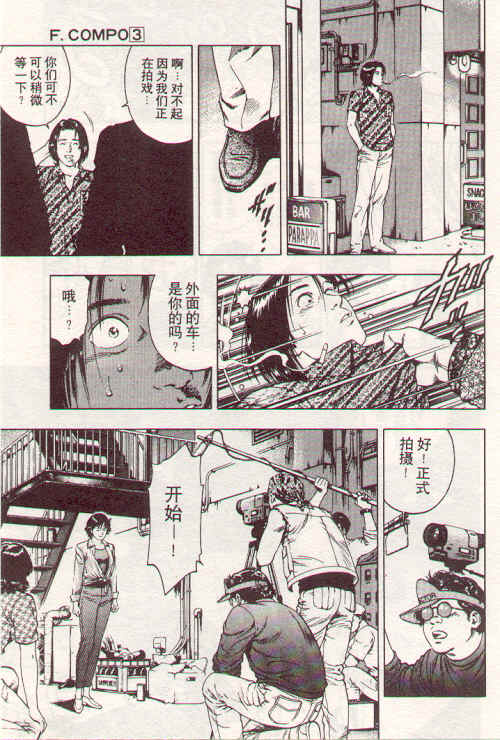 F. COMPO 3
BAR
PARAPPA
SNAC
啊…对不起
因为我们正
在拍戏…
你们可不
可以稍微
等一下？
外面的车…
是你的吗？
哦…？
好！正式
拍摄！
开始—！